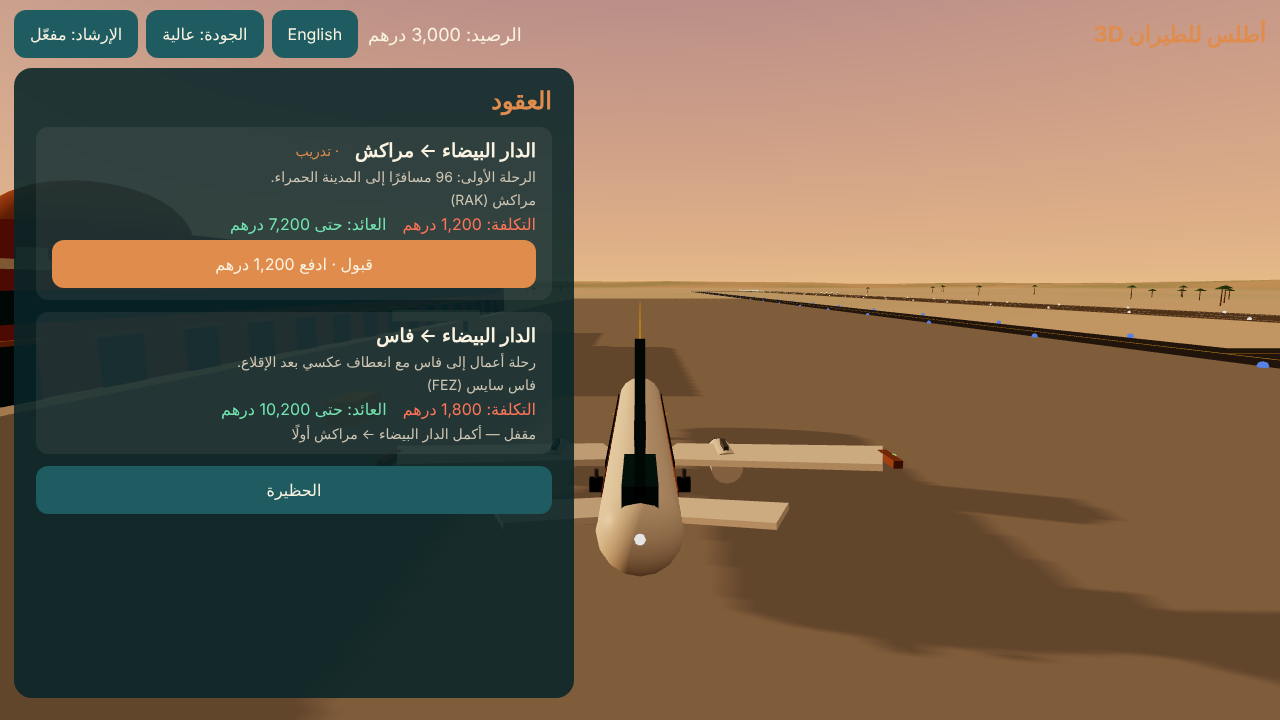 أطلس للطيران 3D
الرصيد: 3,000 درهم
English
الجودة: عالية
الإرشاد: مفعّل
العقود
الدار البيضاء ← مراكش · تدريب
الرحلة الأولى: 96 مسافرًا إلى المدينة الحمراء.
مراكش (RAK)
التكلفة: 1,200 درهم العائد: حتى 7,200 درهم
قبول · ادفع 1,200 درهم
الدار البيضاء ← فاس
رحلة أعمال إلى فاس مع انعطاف عكسي بعد الإقلاع.
فاس سايس (FEZ)
التكلفة: 1,800 درهم العائد: حتى 10,200 درهم
مقفل — أكمل الدار البيضاء ← مراكش أولًا
الحظيرة